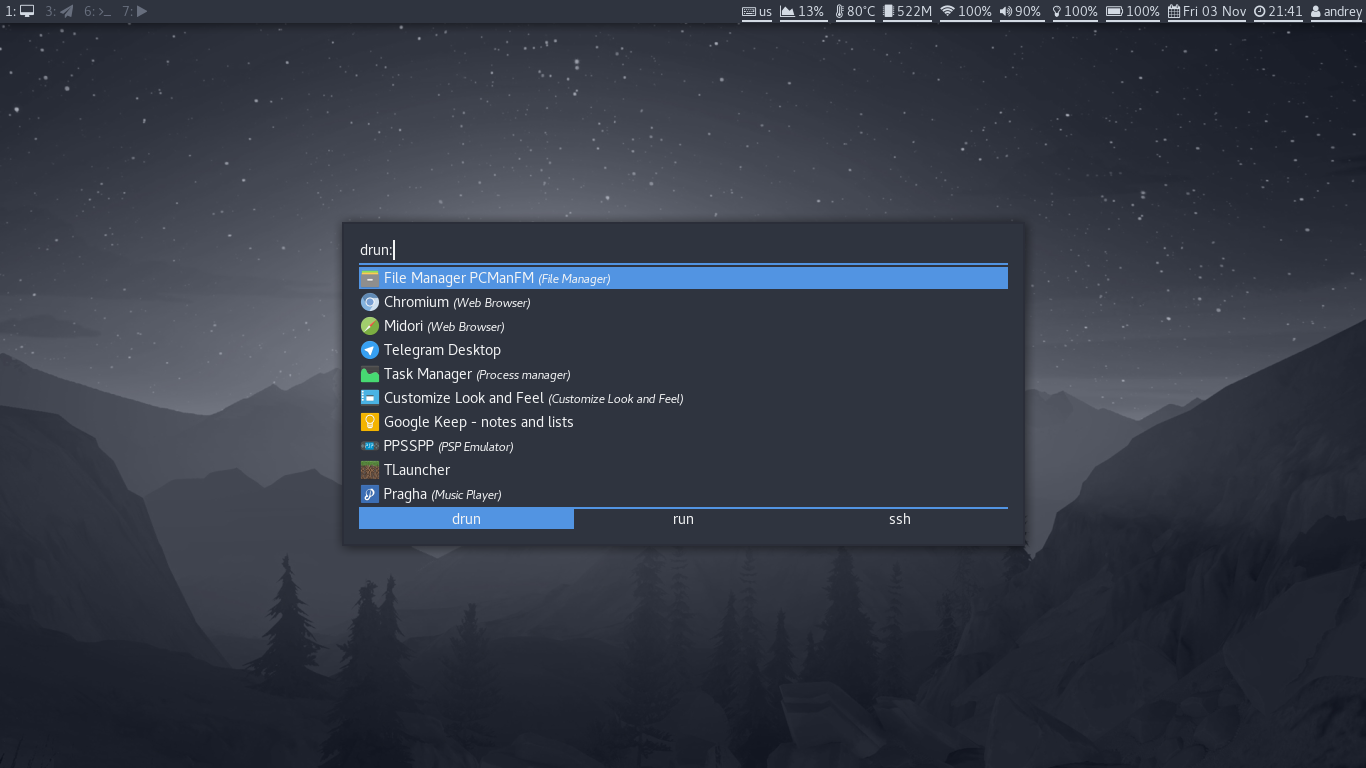 1: 3: 6: 7: us 13% 80°C 522M 100% 90% 100% 100% Fri 03 Nov 21:41 andrey
drun:
File Manager PCManFM (File Manager)
Chromium (Web Browser)
Midori (Web Browser)
Telegram Desktop
Task Manager (Process manager)
Customize Look and Feel (Customize Look and Feel)
Google Keep - notes and lists
PPSSPP (PSP Emulator)
TLauncher
Pragha (Music Player)
drun run ssh